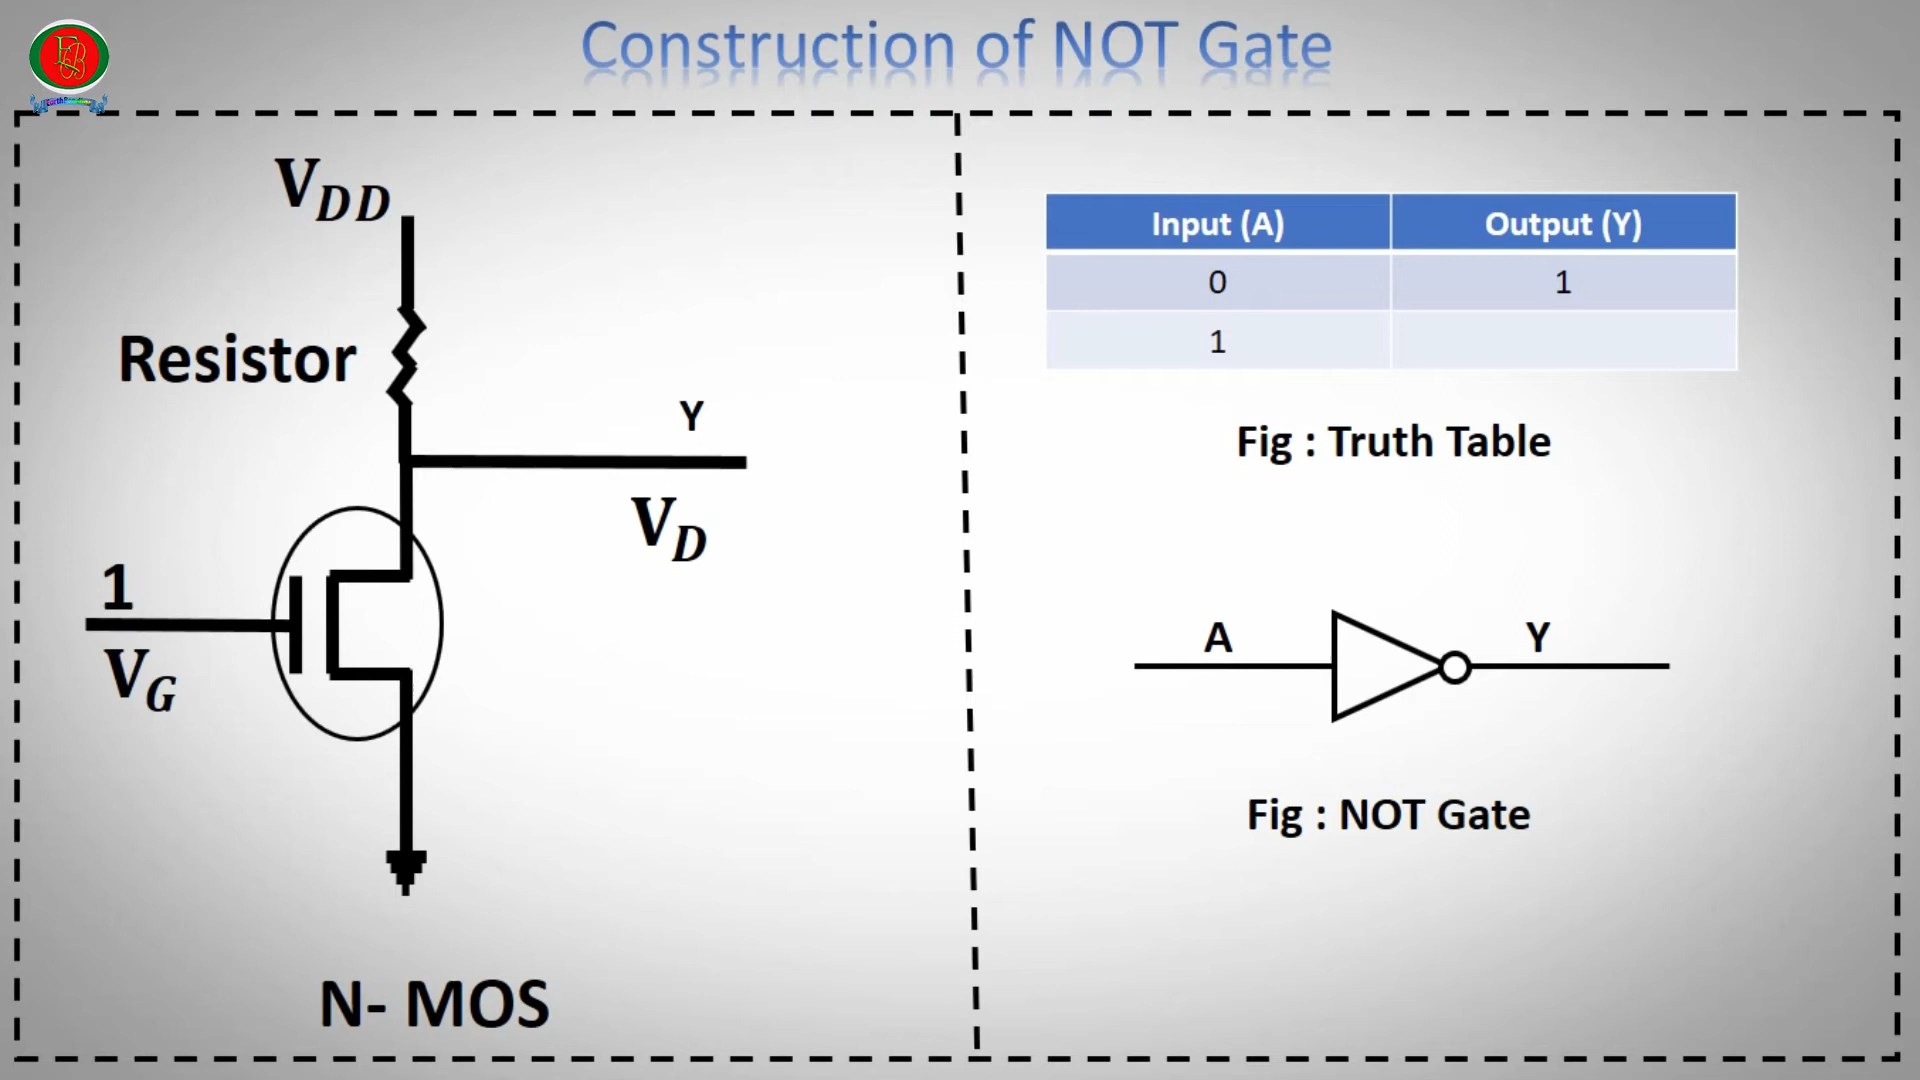 Construction of NOT Gate
V_DD
Resistor
Y
V_D
1
V_G
N- MOS
Input (A) Output (Y)
0 1
1
Fig : Truth Table
A Y
Fig : NOT Gate